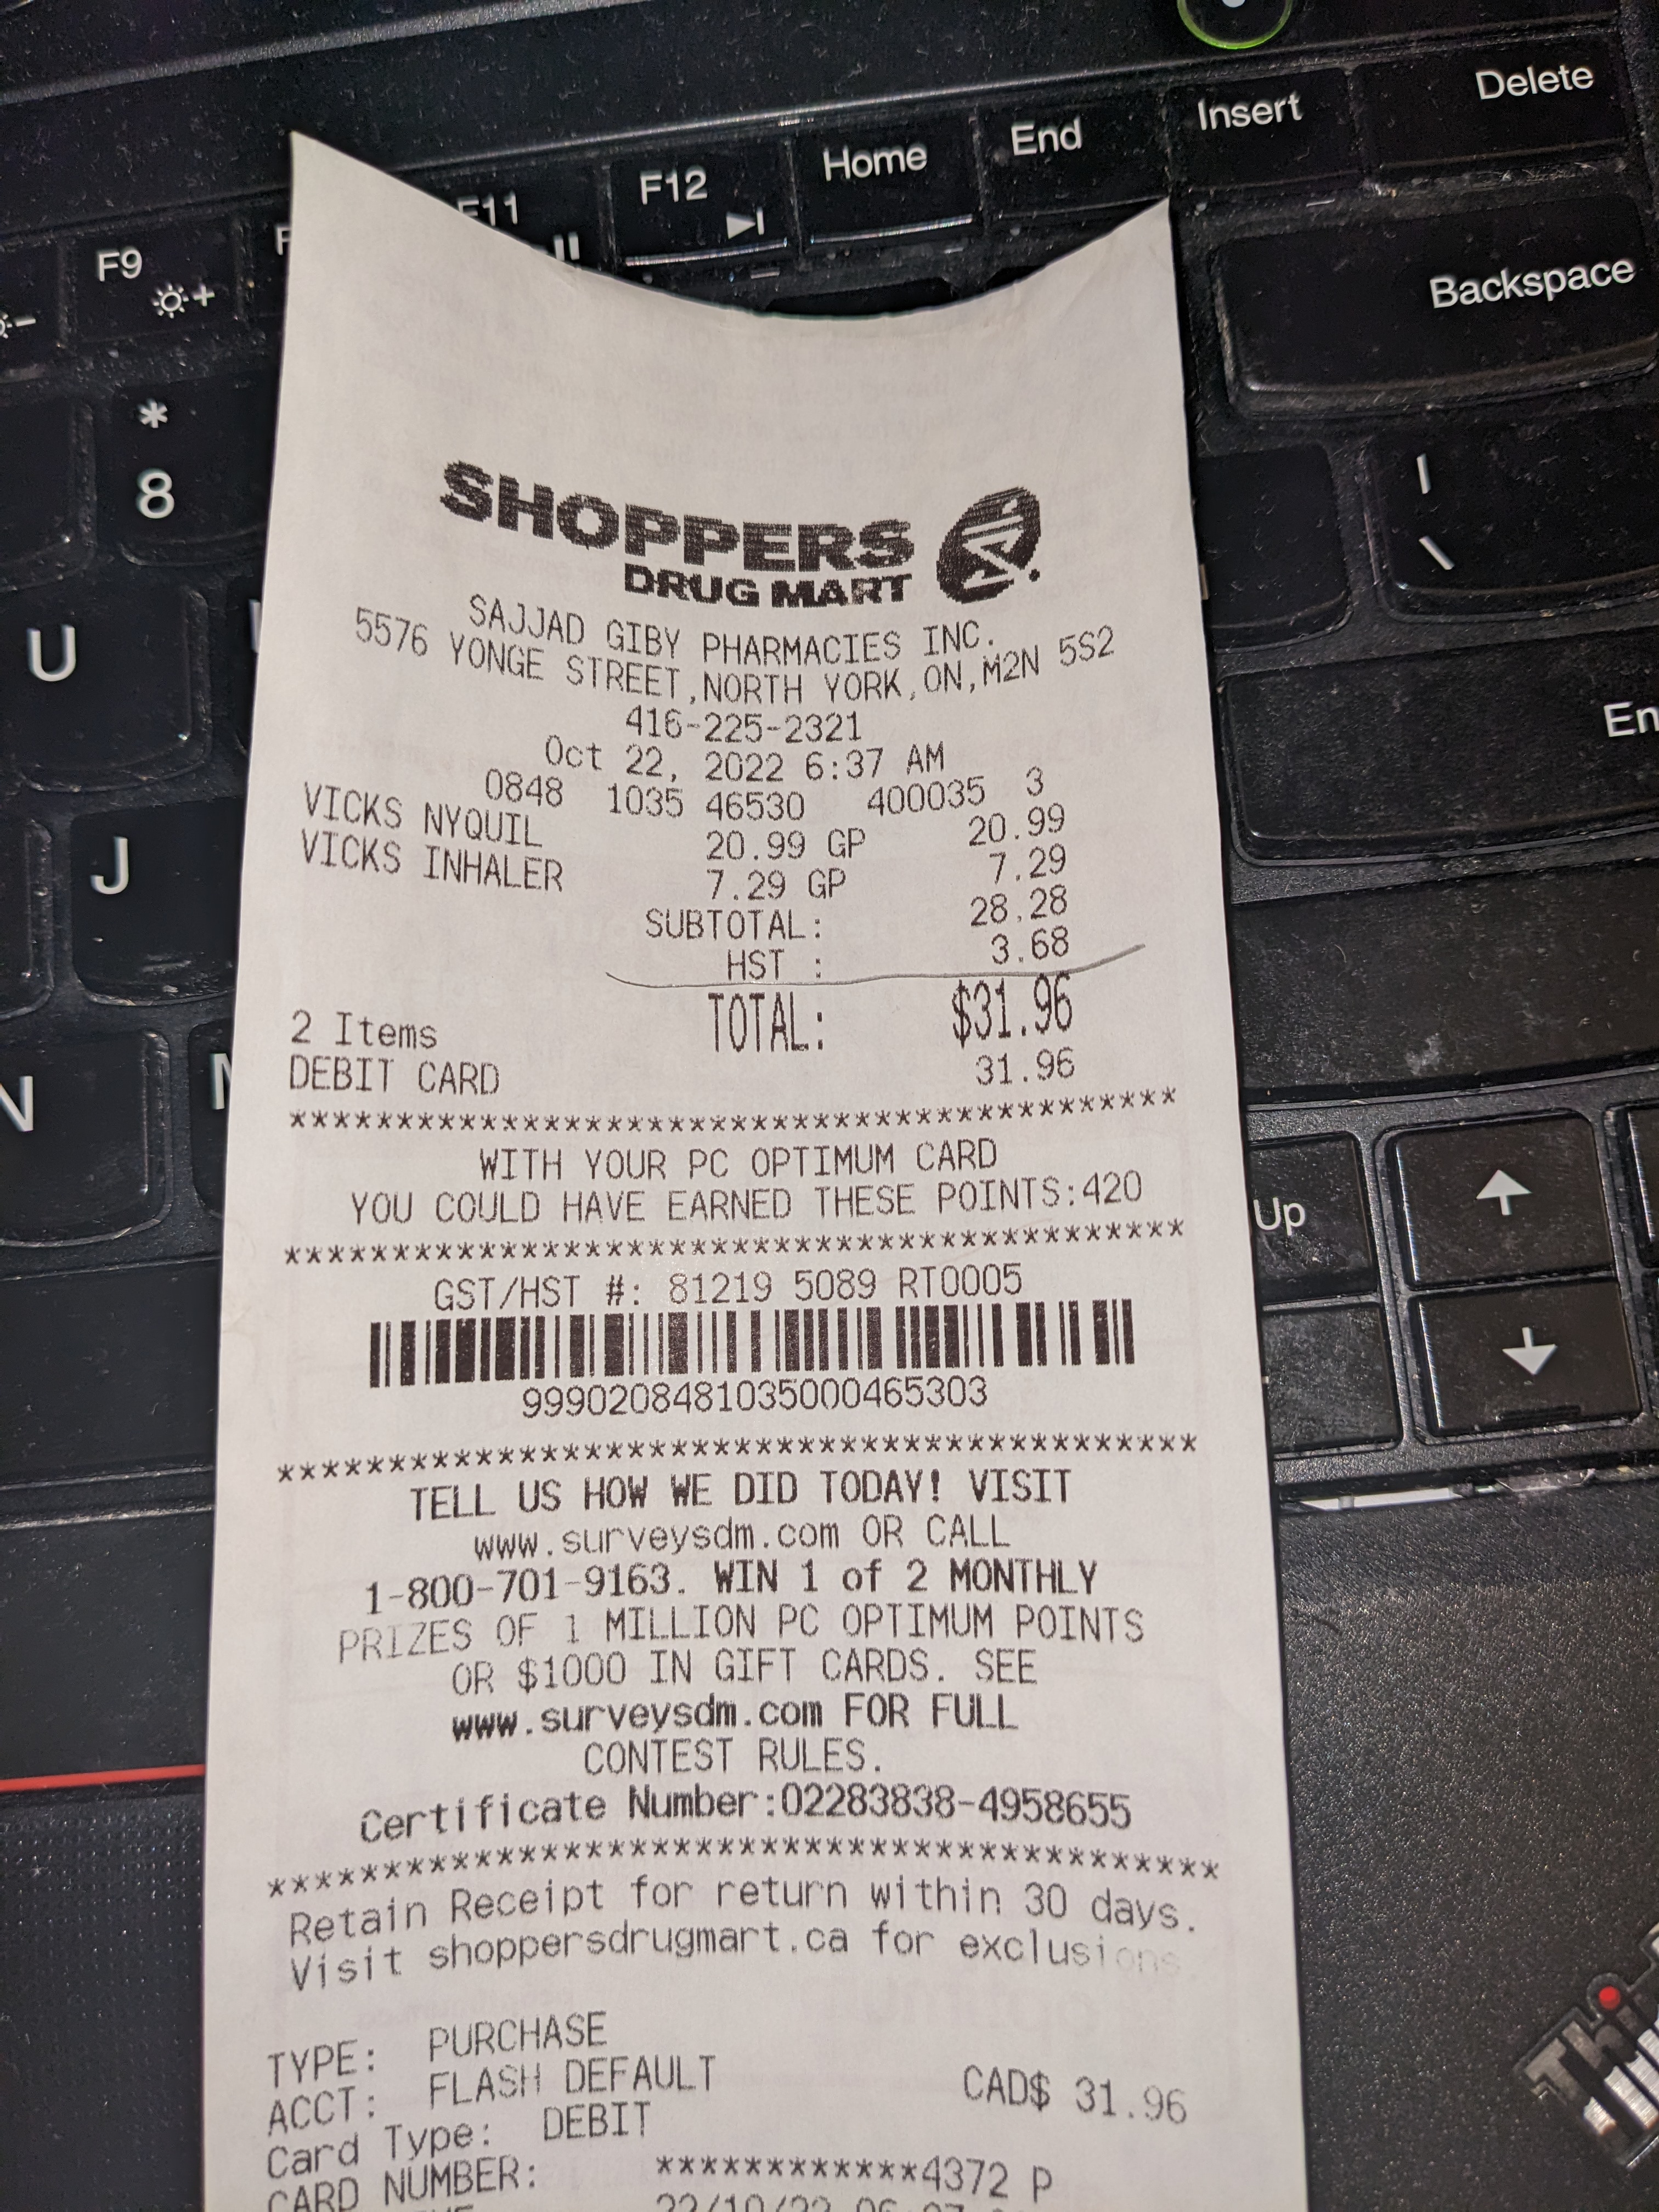 Delete
Insert
End
Home
F12
F11
F9
Backspace
*
8
U
J
N
Up
SHOPPERS
DRUG MART
SAJJAD GIBY PHARMACIES INC.
5576 YONGE STREET,NORTH YORK,ON,M2N 5S2
416-225-2321
Oct 22, 2022 6:37 AM
0848 1035 46530 400035 3
VICKS NYQUIL 20.99 GP 20.99
VICKS INHALER 7.29 GP 7.29
SUBTOTAL: 28.28
HST : 3.68
2 Items TOTAL: $31.96
DEBIT CARD 31.96
*****************************************
WITH YOUR PC OPTIMUM CARD
YOU COULD HAVE EARNED THESE POINTS:420
*****************************************
GST/HST #: 81219 5089 RT0005
9990208481035000465303
*****************************************
TELL US HOW WE DID TODAY! VISIT
www.surveysdm.com OR CALL
1-800-701-9163. WIN 1 of 2 MONTHLY
PRIZES OF 1 MILLION PC OPTIMUM POINTS
OR $1000 IN GIFT CARDS. SEE
www.surveysdm.com FOR FULL
CONTEST RULES.
Certificate Number:02283838-4958655
*****************************************
Retain Receipt for return within 30 days.
Visit shoppersdrugmart.ca for exclusions.
TYPE: PURCHASE
ACCT: FLASH DEFAULT CAD$ 31.96
Card Type: DEBIT
CARD NUMBER: ************4372 P